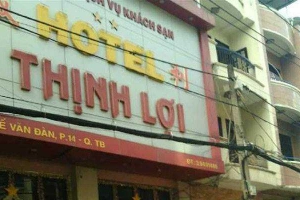 VỤ KHÁCH SẠN
HOTEL
THỊNH LỢI
VĂN ĐÀN, P.14 - Q. TB